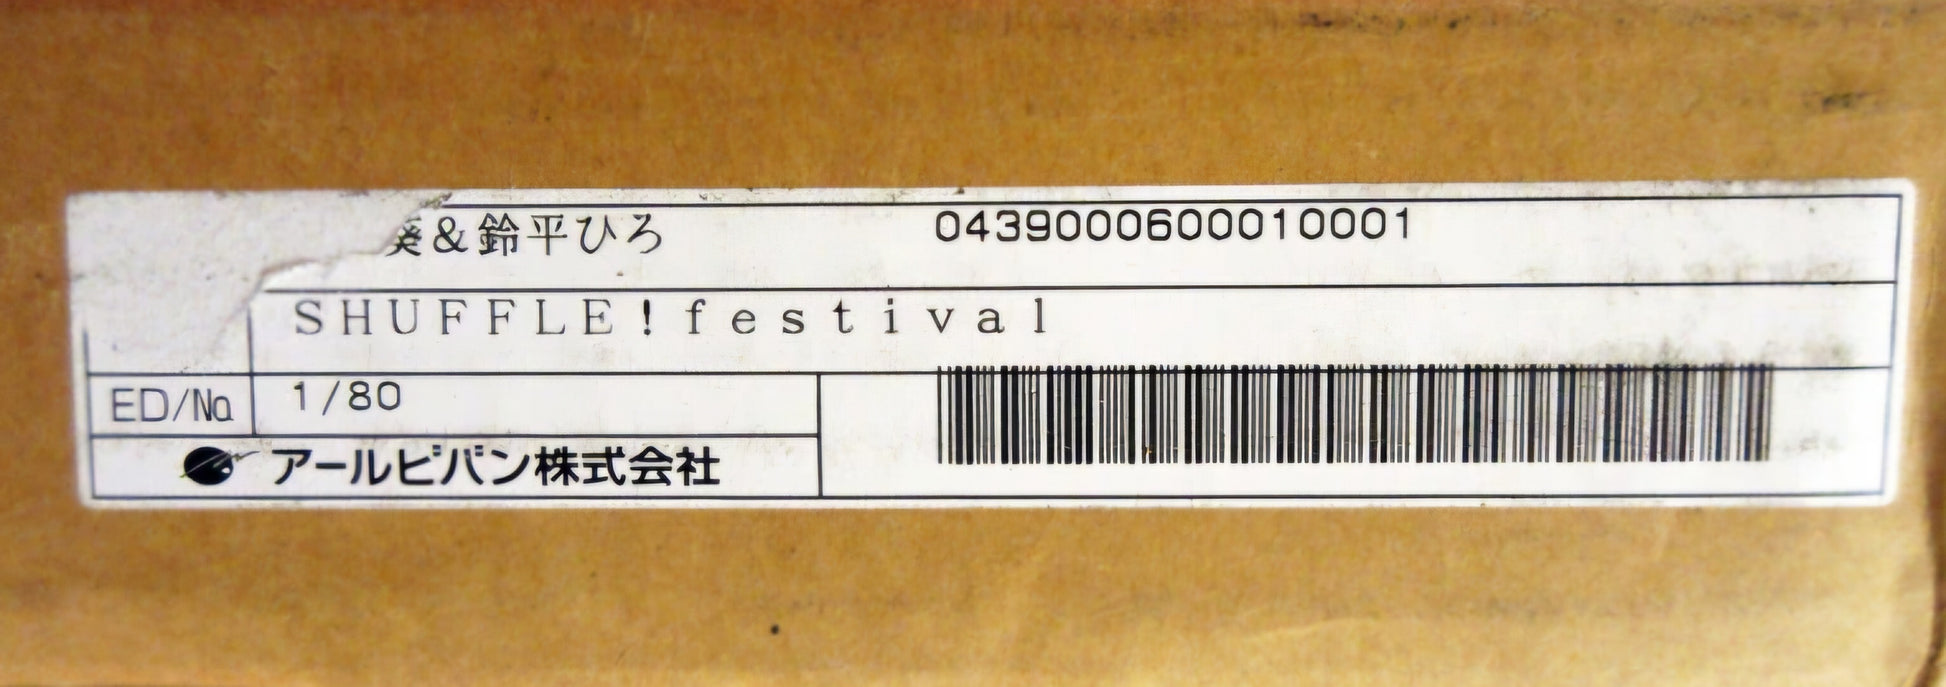 葵&鈴平ひろ
0439000600010001
SHUFFLE!festival
ED/No
1/80
アールビバン株式会社